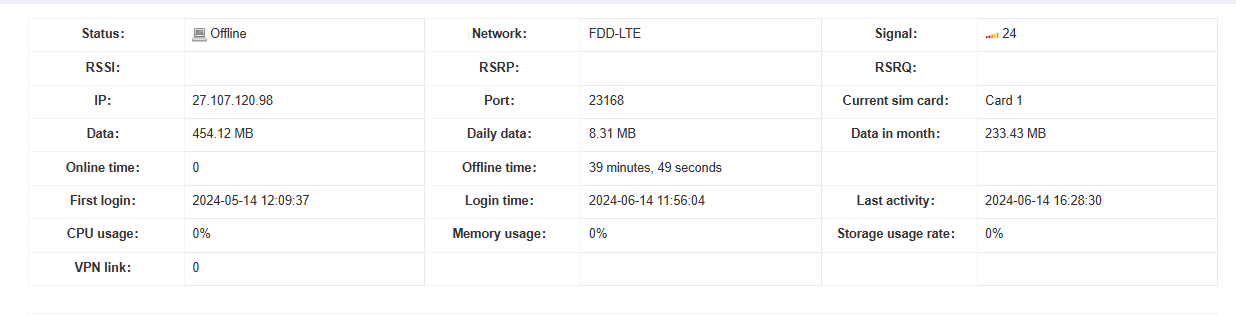 Status: Offline Network: FDD-LTE Signal: 24
RSSI: RSRP: RSRQ:
IP: 27.107.120.98 Port: 23168 Current sim card: Card 1
Data: 454.12 MB Daily data: 8.31 MB Data in month: 233.43 MB
Online time: 0 Offline time: 39 minutes, 49 seconds
First login: 2024-05-14 12:09:37 Login time: 2024-06-14 11:56:04 Last activity: 2024-06-14 16:28:30
CPU usage: 0% Memory usage: 0% Storage usage rate: 0%
VPN link: 0